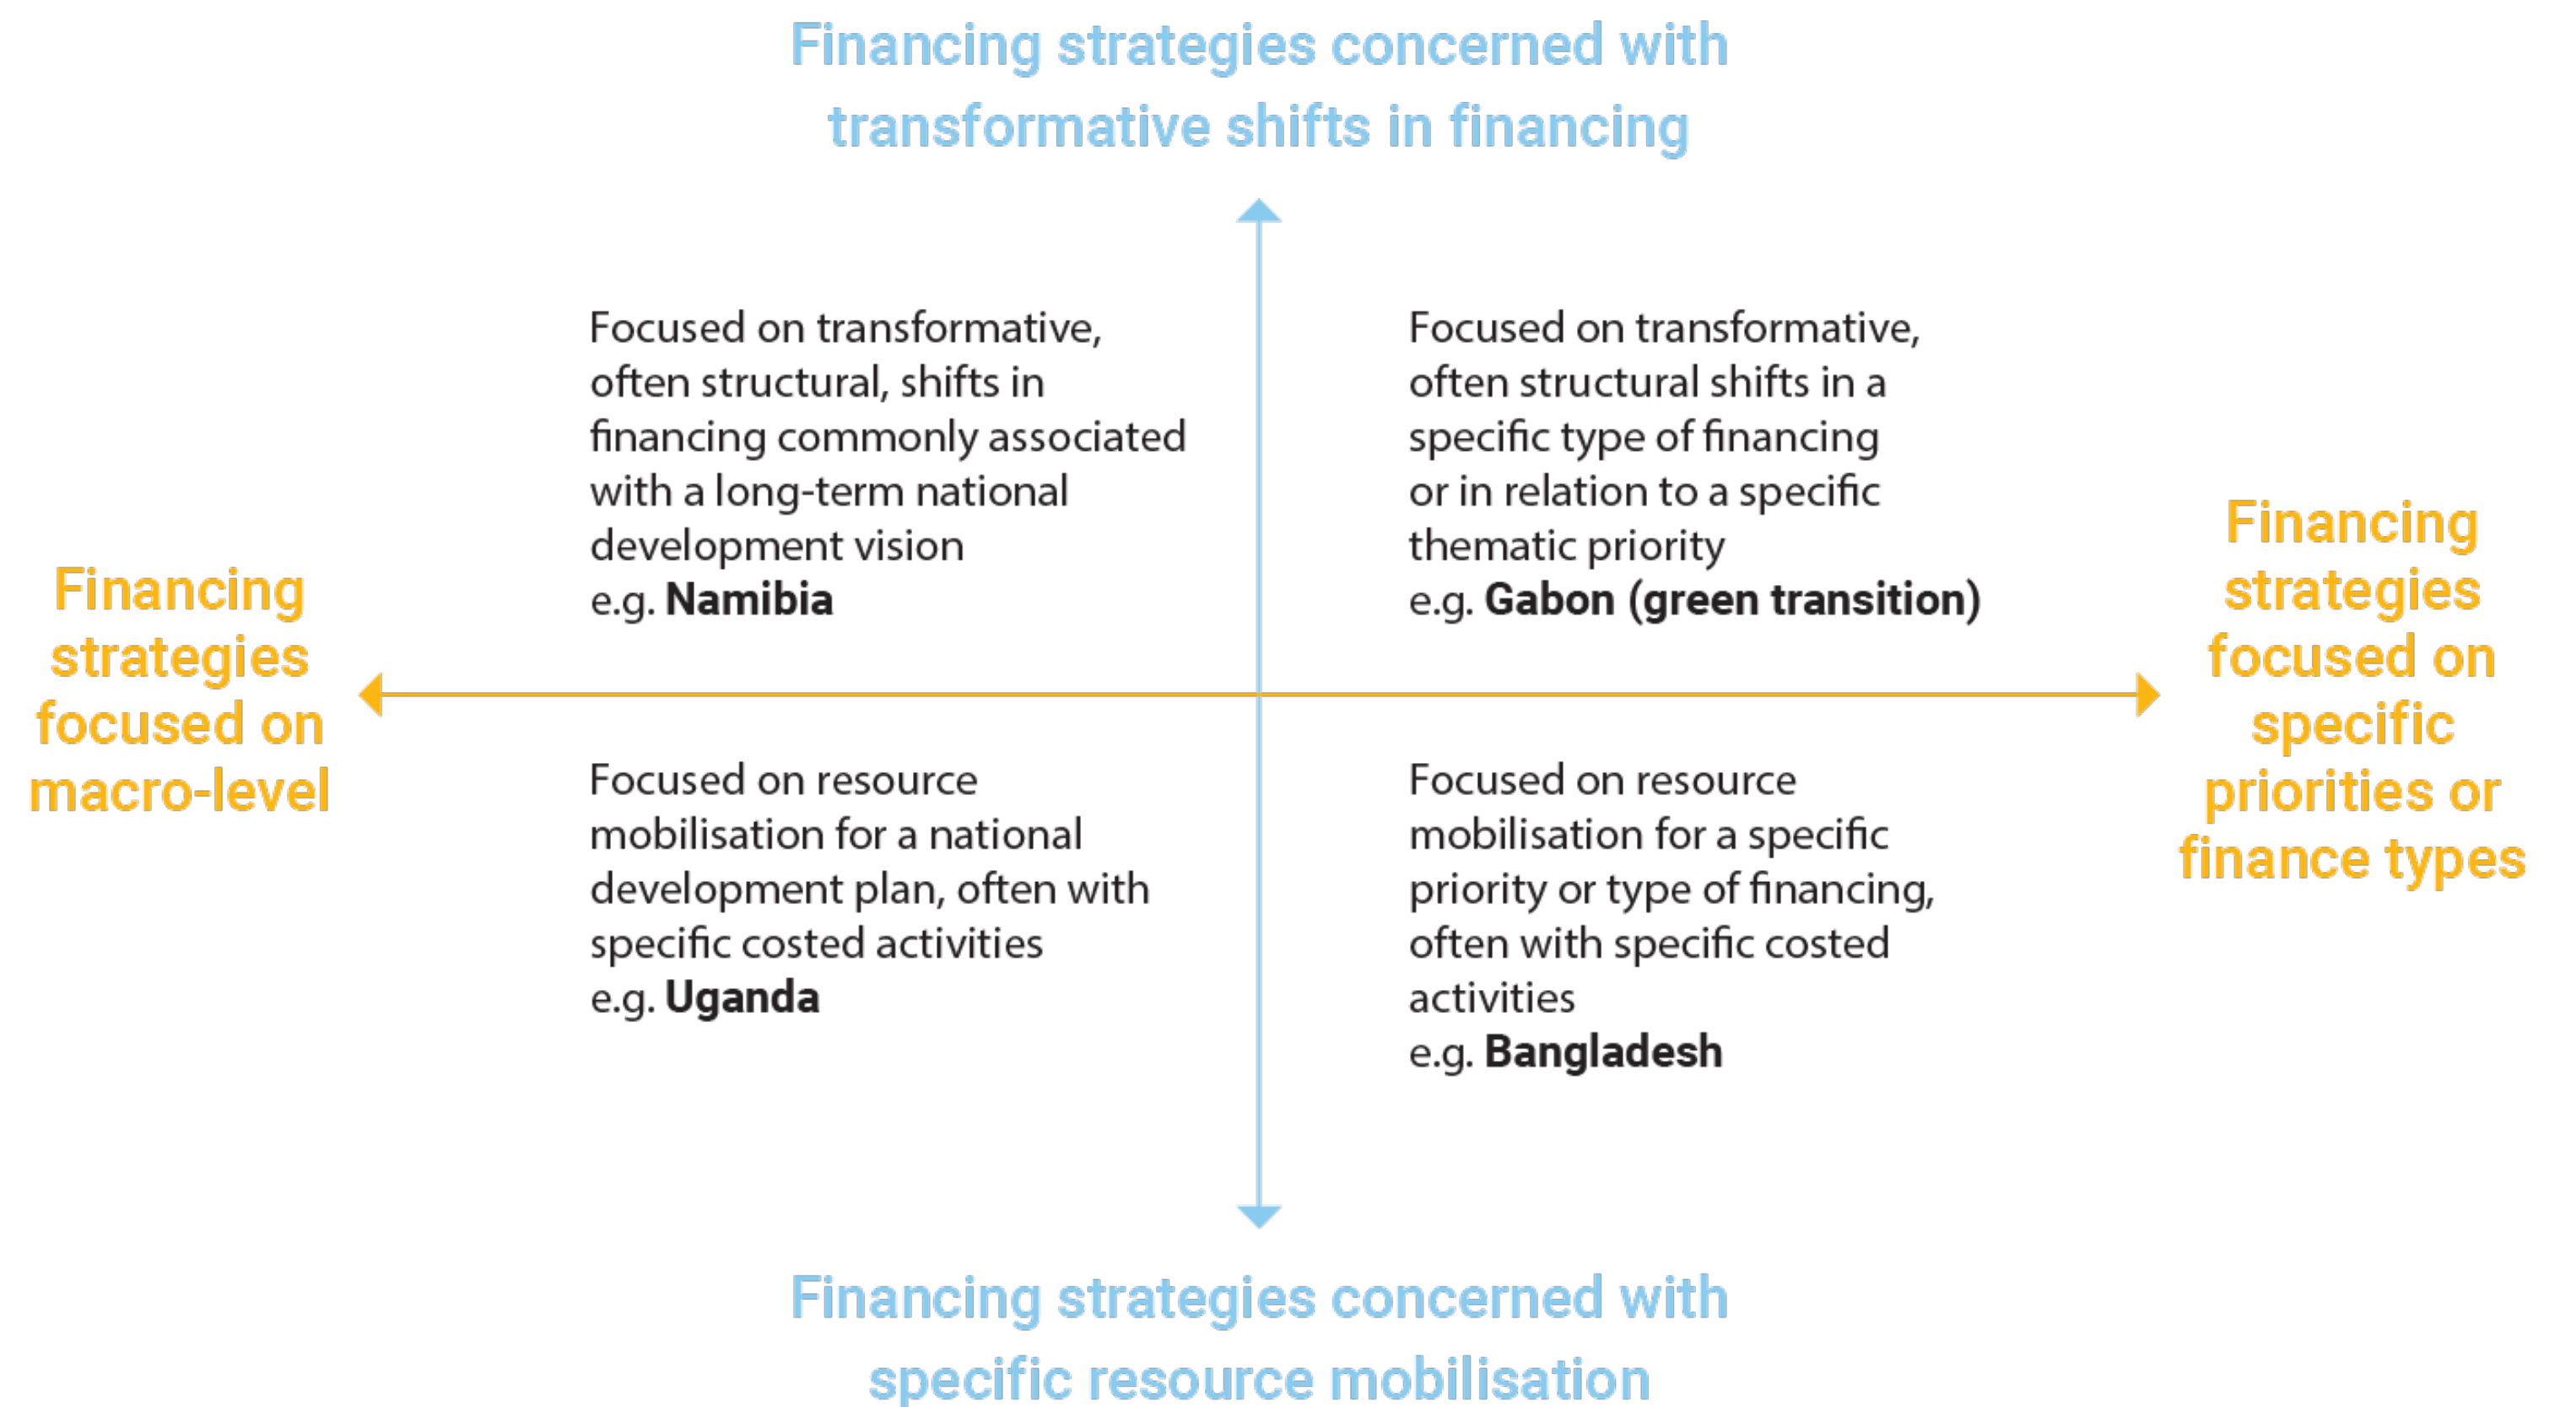 Financing strategies concerned with
transformative shifts in financing
Focused on transformative,
often structural, shifts in
financing commonly associated
with a long-term national
development vision
e.g. Namibia
Focused on transformative,
often structural shifts in a
specific type of financing
or in relation to a specific
thematic priority
e.g. Gabon (green transition)
Financing
strategies
focused on
macro-level
Financing
strategies
focused on
specific
priorities or
finance types
Focused on resource
mobilisation for a national
development plan, often with
specific costed activities
e.g. Uganda
Focused on resource
mobilisation for a specific
priority or type of financing,
often with specific costed
activities
e.g. Bangladesh
Financing strategies concerned with
specific resource mobilisation